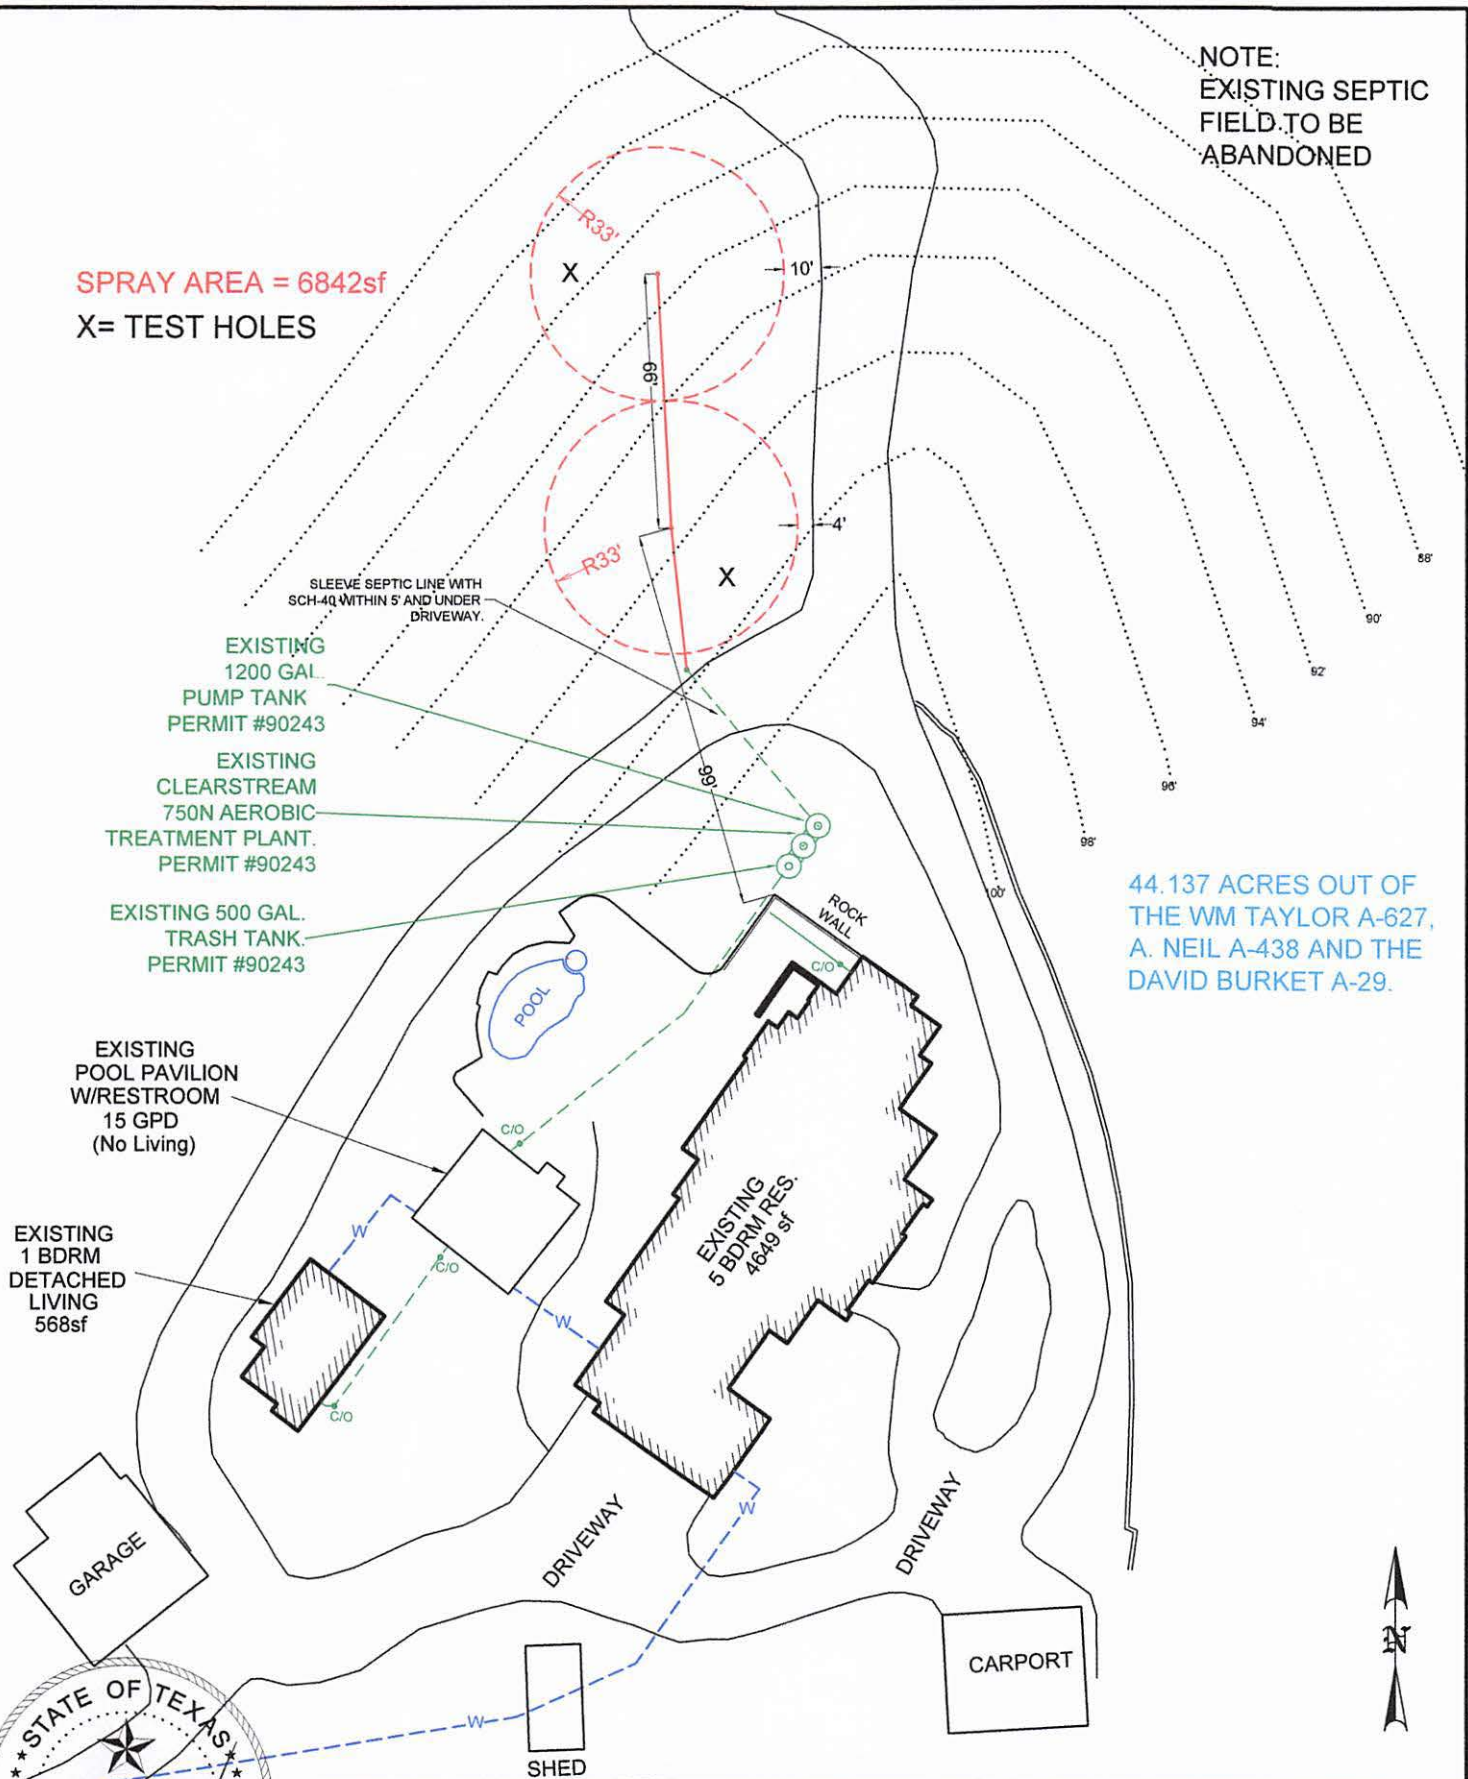 NOTE:
EXISTING SEPTIC
FIELD TO BE
ABANDONED
R33'
10'
SPRAY AREA = 6842sf
X= TEST HOLES
X
66'
4'
R33'
X
SLEEVE SEPTIC LINE WITH
SCH-40 WITHIN 5' AND UNDER
DRIVEWAY.
88'
90'
92'
94'
96'
98'
100'
EXISTING
1200 GAL.
PUMP TANK
PERMIT #90243
EXISTING
CLEARSTREAM
750N AEROBIC
TREATMENT PLANT.
PERMIT #90243
EXISTING 500 GAL.
TRASH TANK.
PERMIT #90243
99'
ROCK
WALL
C/O
44.137 ACRES OUT OF
THE WM TAYLOR A-627,
A. NEIL A-438 AND THE
DAVID BURKET A-29.
POOL
EXISTING
POOL PAVILION
W/RESTROOM
15 GPD
(No Living)
C/O
W
C/O
W
EXISTING
1 BDRM
DETACHED
LIVING
568sf
C/O
EXISTING
5 BDRM RES.
4649 sf
W
GARAGE
DRIVEWAY
DRIVEWAY
CARPORT
N
W
SHED
STATE OF TEXAS